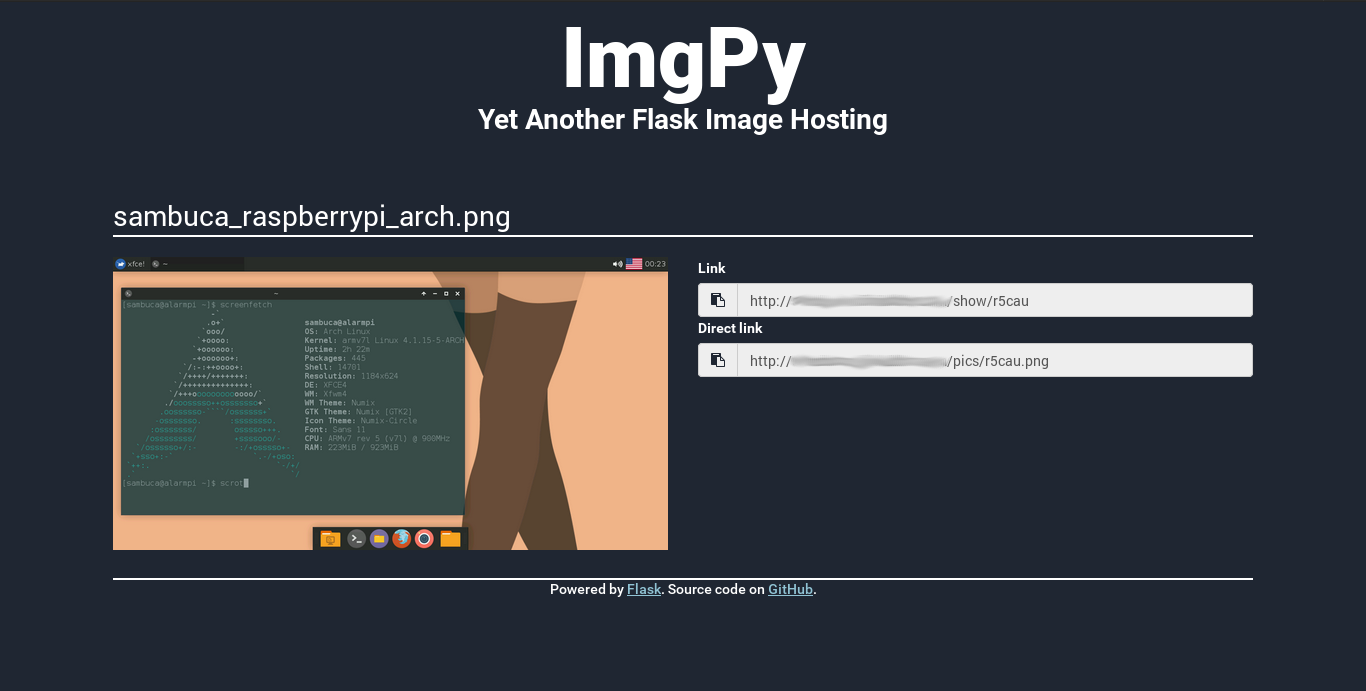 ImgPy
Yet Another Flask Image Hosting
sambuca_raspberrypi_arch.png
xfce! ~ 00:23
~
[sambuca@alarmpi ~]$ screenfetch
sambuca@alarmpi
OS: Arch Linux
Kernel: armv7l Linux 4.1.15-5-ARCH
Uptime: 2h 22m
Packages: 445
Shell: 14701
Resolution: 1184x624
DE: XFCE4
WM: Xfwm4
WM Theme: Numix
GTK Theme: Numix [GTK2]
Icon Theme: Numix-Circle
Font: Sans 11
CPU: ARMv7 rev 5 (v7l) @ 900MHz
RAM: 223MiB / 923MiB
[sambuca@alarmpi ~]$ scrot
Link
http:// /show/r5cau
Direct link
http:// /pics/r5cau.png
Powered by Flask. Source code on GitHub.